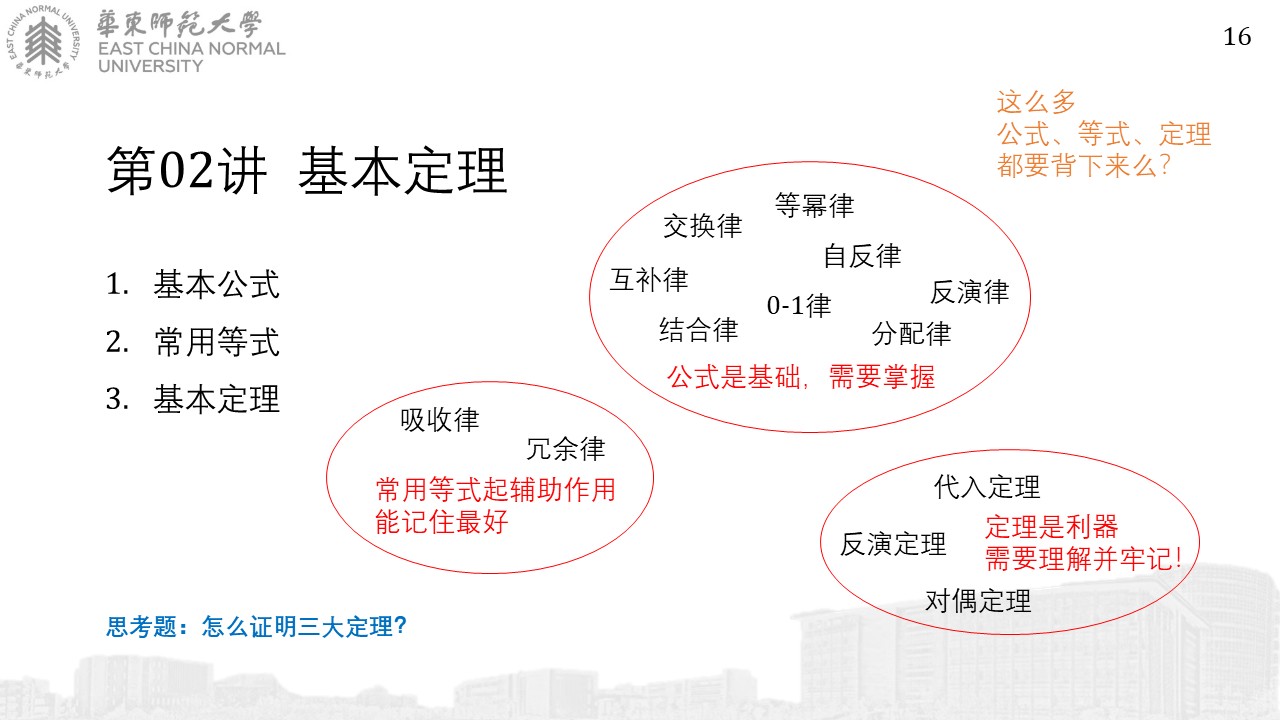 華東師範大學
EAST CHINA NORMAL
UNIVERSITY
EAST CHINA NORMAL UNIVERSITY
華東师范大学
16
这么多
公式、等式、定理
都要背下来么?
第02讲 基本定理
1. 基本公式
2. 常用等式
3. 基本定理
等幂律
交换律
自反律
互补律
反演律
0-1律
结合律
分配律
公式是基础，需要掌握
吸收律
冗余律
常用等式起辅助作用
能记住最好
代入定理
定理是利器
反演定理
需要理解并牢记!
对偶定理
思考题：怎么证明三大定理?